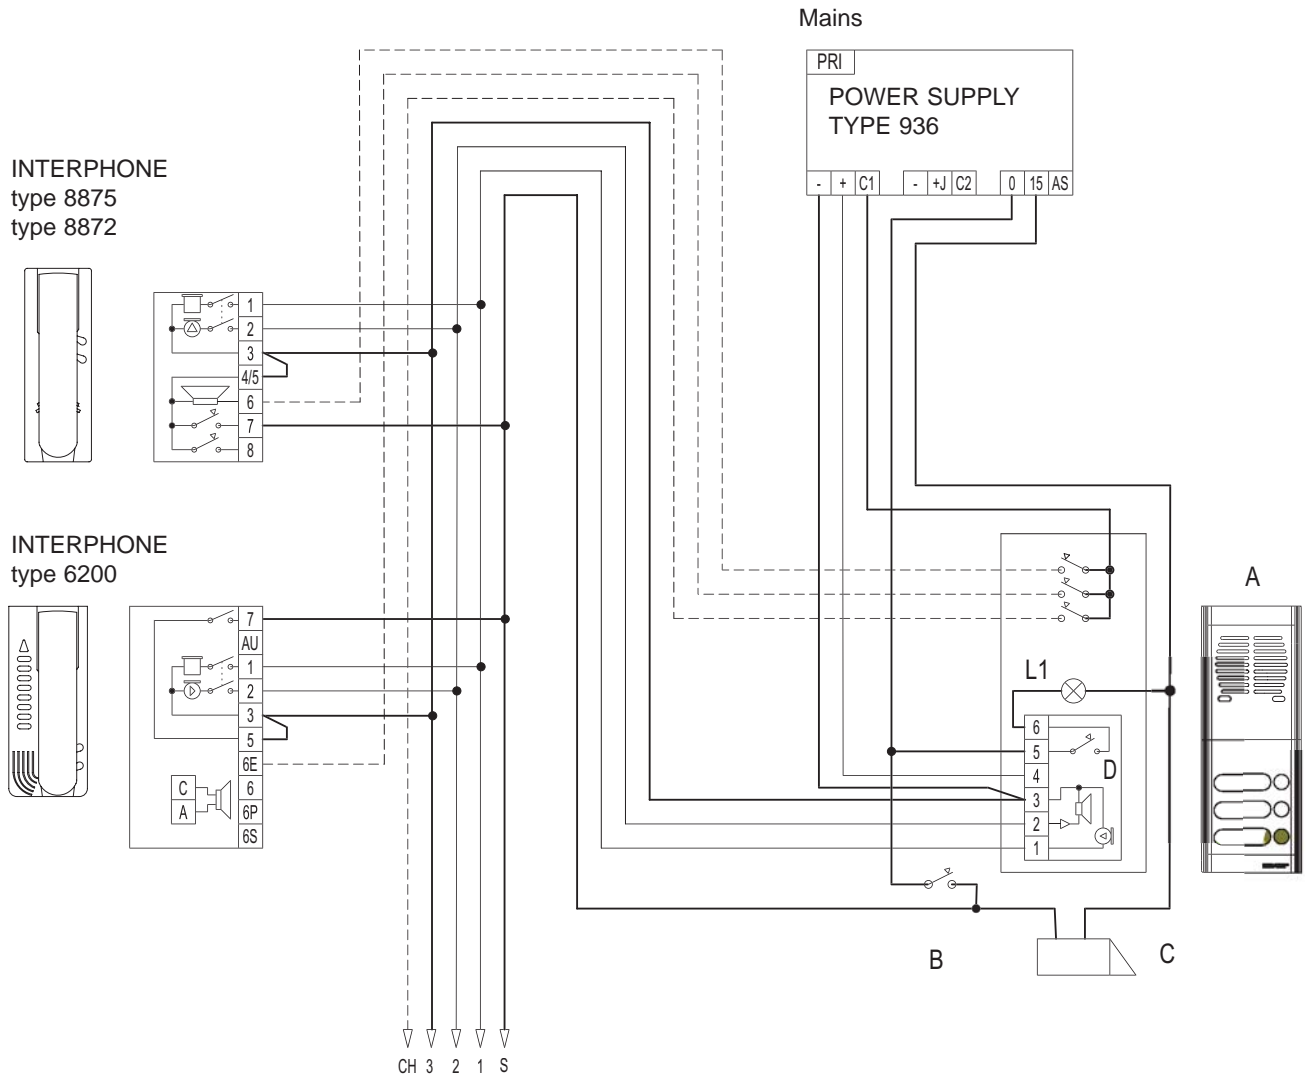 Mains
PRI
POWER SUPPLY
TYPE 936
- + C1 - +J C2 0 15 AS
INTERPHONE
type 8875
type 8872
1
2
3
4/5
6
7
8
INTERPHONE
type 6200
7
AU
1
2
3
5
6E
6
6P
6S
C
A
A
L1
6
5
4
3
2
1
D
B
C
CH 3 2 1 S